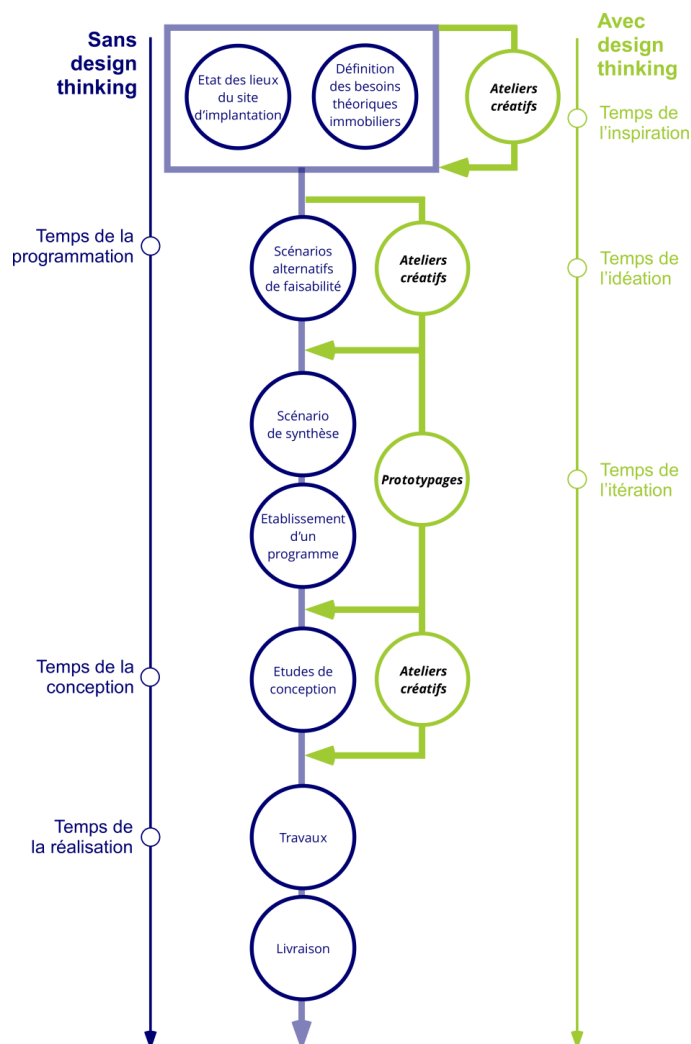 Sans
design
thinking
Avec
design
thinking
Etat des lieux
du site
d'implantation
Définition
des besoins
théoriques
immobiliers
Ateliers
créatifs
Temps de
l'inspiration
Temps de la
programmation
Scénarios
alternatifs
de faisabilité
Ateliers
créatifs
Temps de
l'idéation
Scénario
de synthèse
Prototypages
Temps de
l'itération
Etablissement
d'un
programme
Temps de la
conception
Etudes de
conception
Ateliers
créatifs
Temps de
la réalisation
Travaux
Livraison